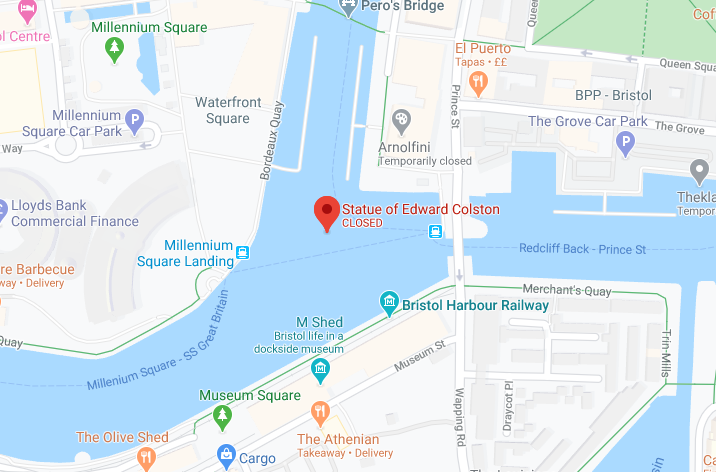 Pero's Bridge
ol Centre
Millennium Square
Queen
Cof
El Puerto
Tapas • ££
Queen Squa
Waterfront
Square
Prince St
BPP - Bristol
Millennium
Square Car Park
Bordeaux Quay
The Grove Car Park
The Grove
Way
Arnolfini
Temporarily closed
Thekla
Tempor
Lloyds Bank
Commercial Finance
Statue of Edward Colston
CLOSED
Millennium
Square Landing
Redcliff Back - Prince St
re Barbecue
way • Delivery
Merchant's Quay
Bristol Harbour Railway
M Shed
Bristol life in a
dockside museum
Quay
Millenium Square - SS Great Britain
Museum St
Trin Mills
Museum Square
Wapping Rd
Draycot Pl
The Olive Shed
The Athenian
Takeaway • Delivery
Cargo
Ca